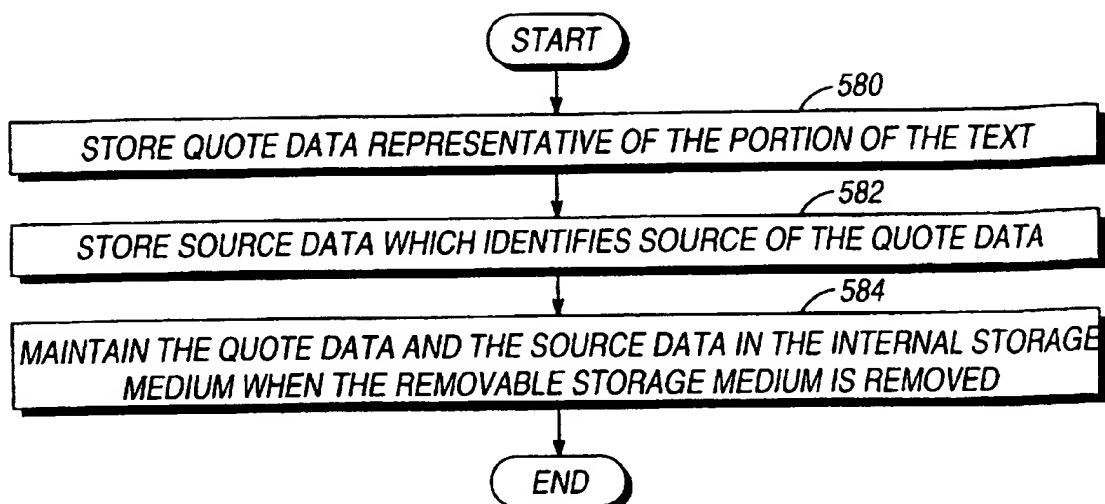 START
580
STORE QUOTE DATA REPRESENTATIVE OF THE PORTION OF THE TEXT
582
STORE SOURCE DATA WHICH IDENTIFIES SOURCE OF THE QUOTE DATA
584
MAINTAIN THE QUOTE DATA AND THE SOURCE DATA IN THE INTERNAL STORAGE
MEDIUM WHEN THE REMOVABLE STORAGE MEDIUM IS REMOVED
END